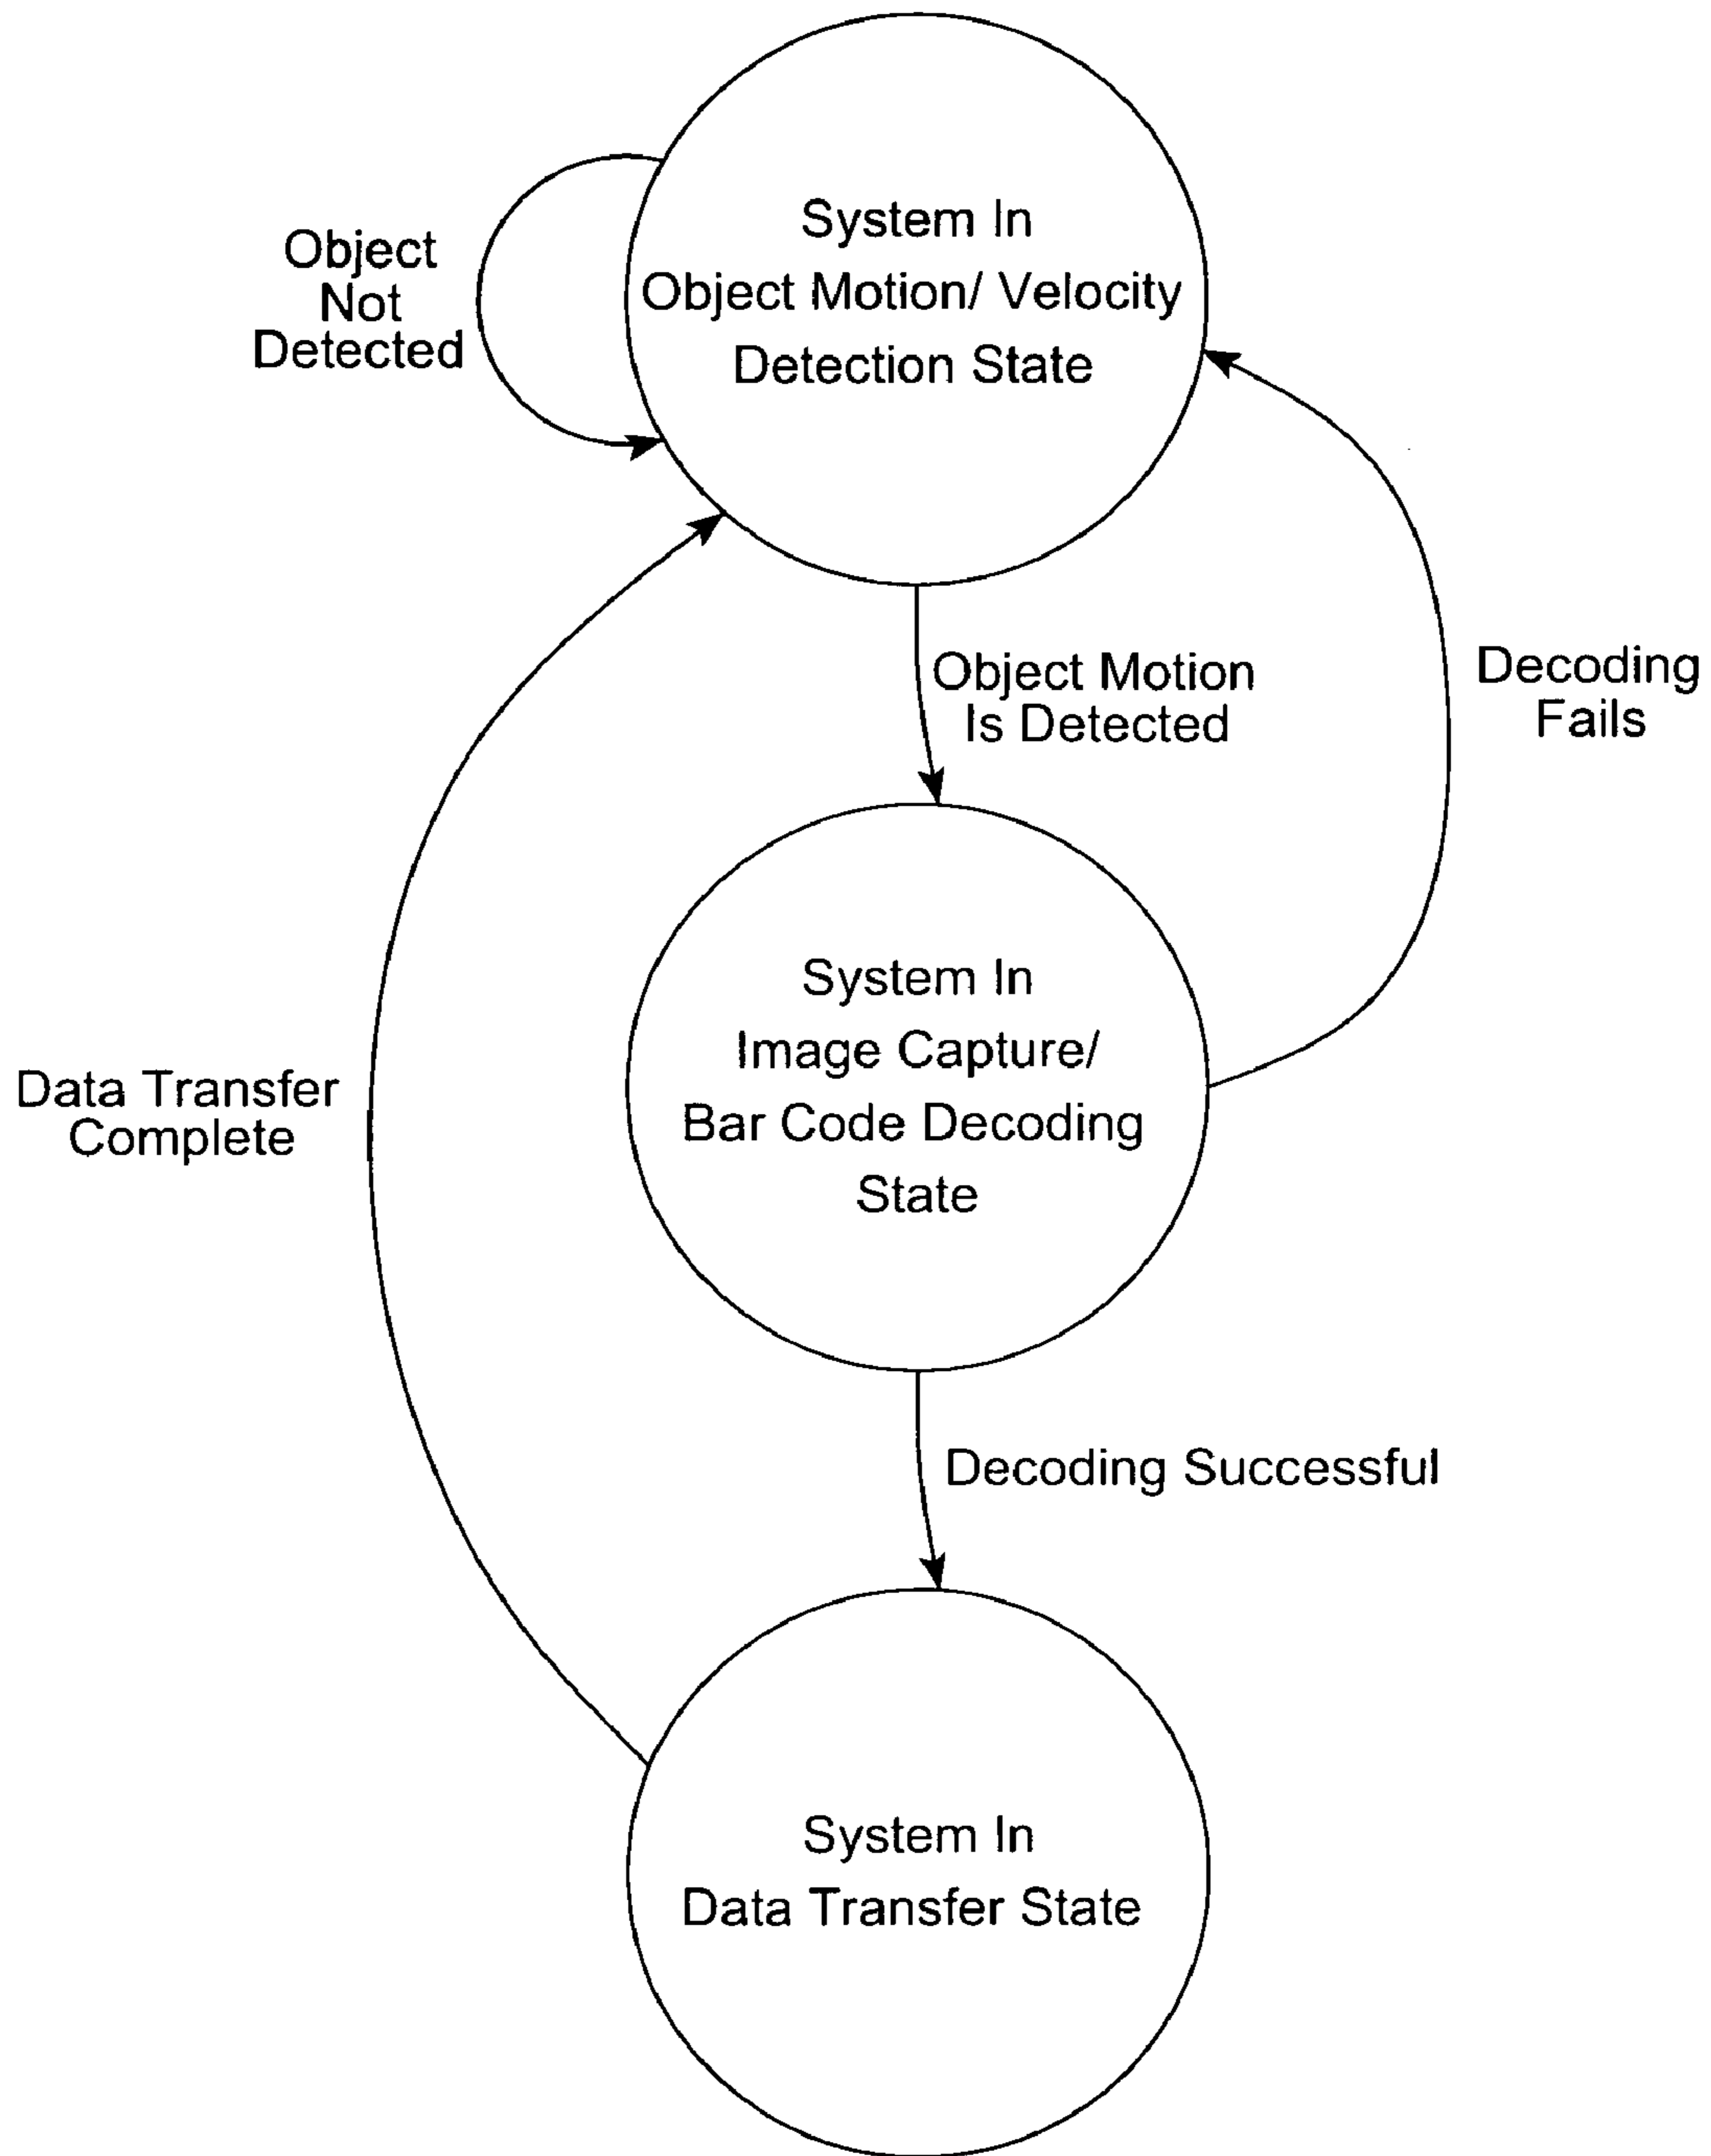 System In
Object Motion/ Velocity
Detection State
Object
Not
Detected
Object Motion
Is Detected
Decoding
Fails
System In
Image Capture/
Bar Code Decoding
State
Data Transfer
Complete
Decoding Successful
System In
Data Transfer State